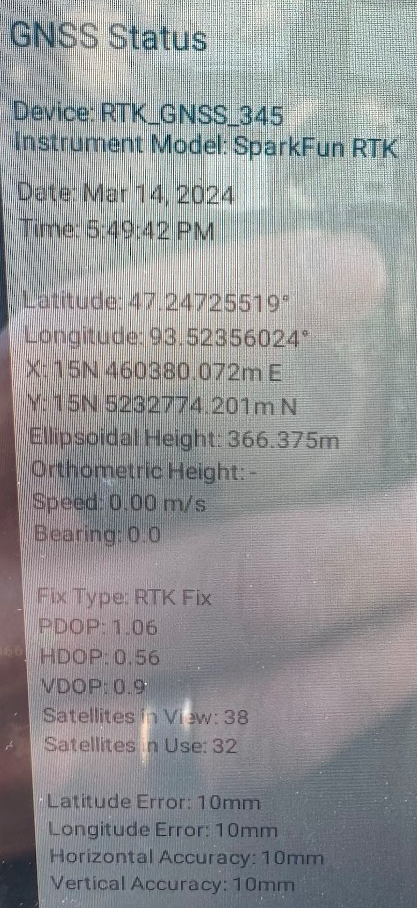 GNSS Status
Device: RTK_GNSS_345
Instrument Model: SparkFun RTK
Date: Mar 14, 2024
Time: 5:49:42 PM
Latitude: 47.24725519°
Longitude: 93.52356024°
X: 15N 460380.072m E
Y: 15N 5232774.201m N
Ellipsoidal Height: 366.375m
Orthometric Height: -
Speed: 0.00 m/s
Bearing: 0.0
Fix Type: RTK Fix
PDOP: 1.06
HDOP: 0.56
VDOP: 0.9
Satellites in View: 38
Satellites in Use: 32
Latitude Error: 10mm
Longitude Error: 10mm
Horizontal Accuracy: 10mm
Vertical Accuracy: 10mm